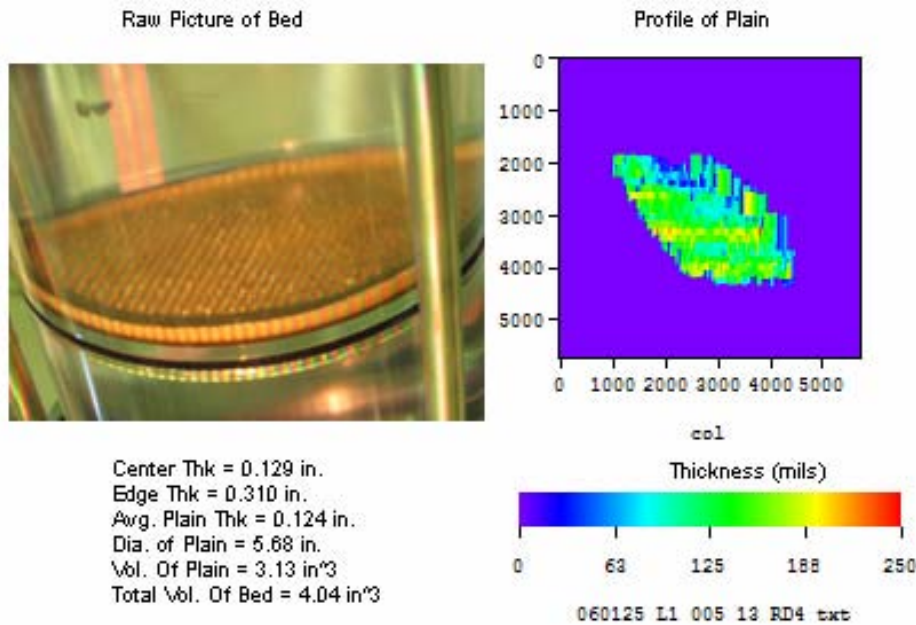 Raw Picture of Bed
Profile of Plain
0
1000
2000
3000
4000
5000
0 1000 2000 3000 4000 5000
col
Center Thk = 0.129 in.
Edge Thk = 0.310 in.
Avg. Plain Thk = 0.124 in.
Dia. of Plain = 5.68 in.
Vol. Of Plain = 3.13 in^3
Total Vol. Of Bed = 4.04 in^3
Thickness (mils)
0 63 125 188 250
060125 L1 005 13 RD4 txt